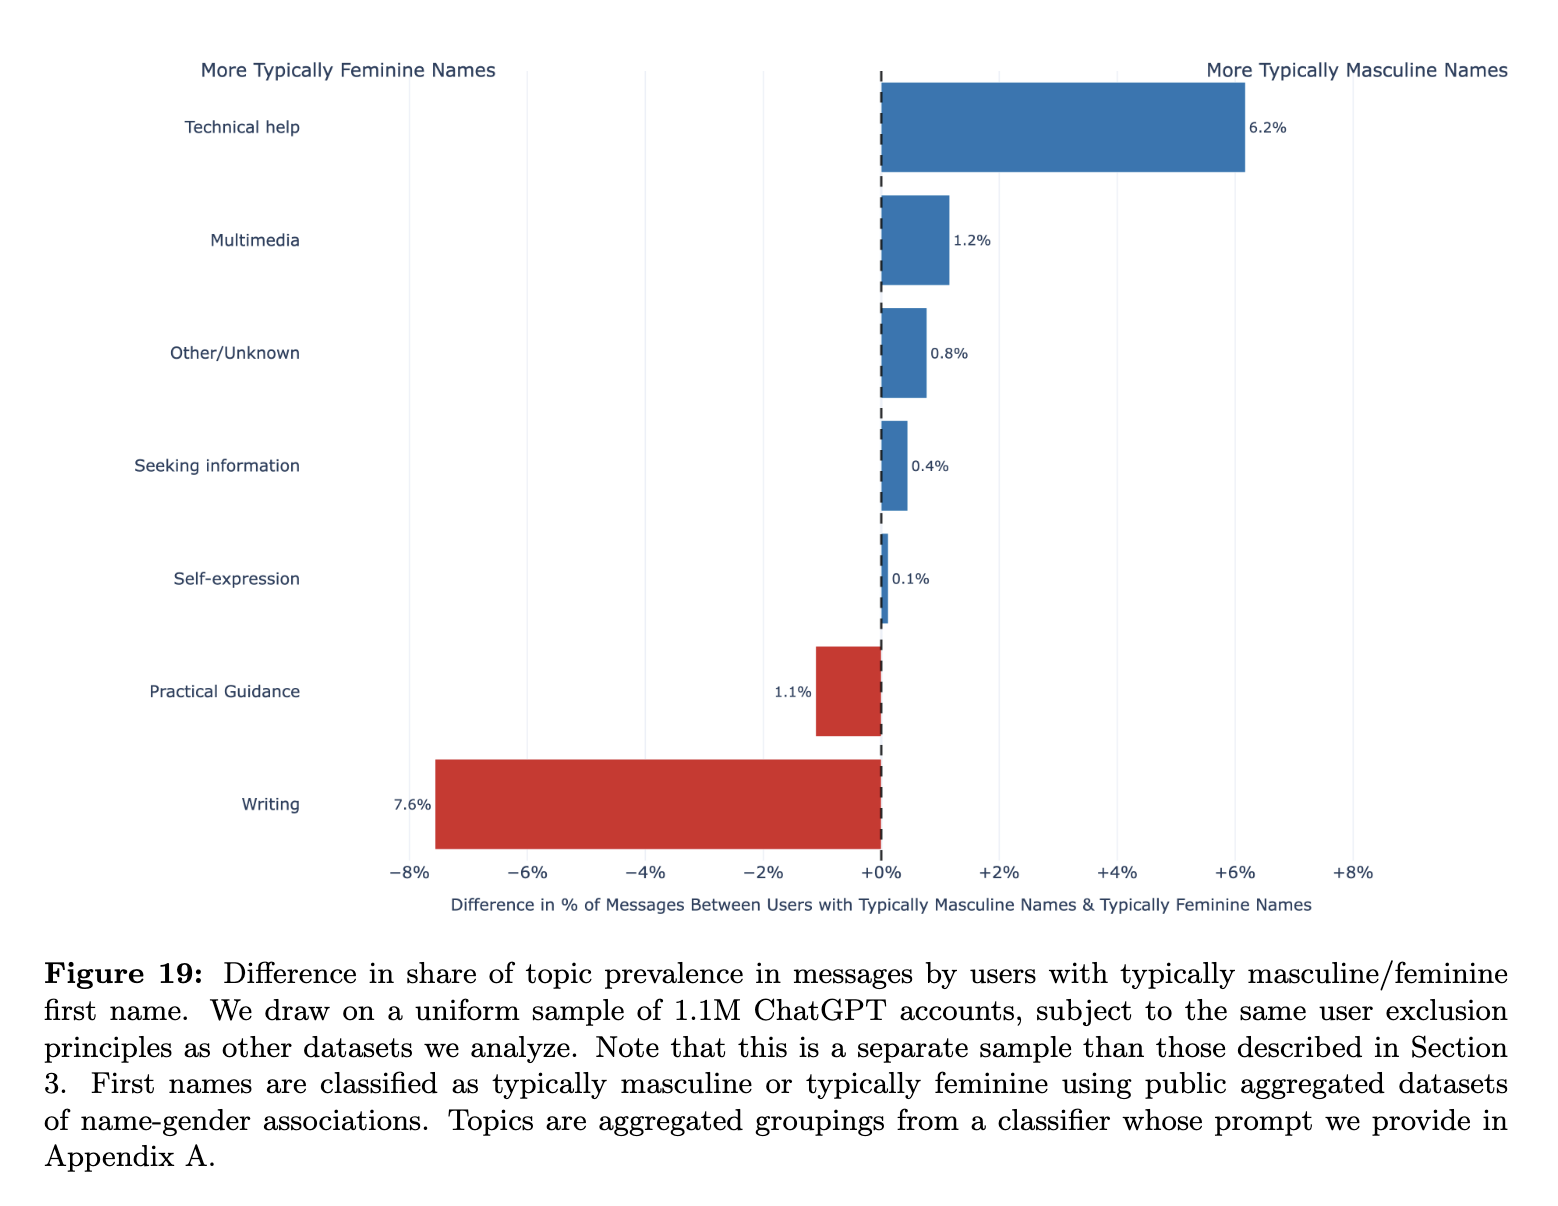 More Typically Feminine Names
More Typically Masculine Names
Technical help
6.2%
Multimedia
1.2%
Other/Unknown
0.8%
Seeking information
0.4%
Self-expression
0.1%
Practical Guidance
1.1%
Writing
7.6%
−8%
−6%
−4%
−2%
+0%
+2%
+4%
+6%
+8%
Difference in % of Messages Between Users with Typically Masculine Names & Typically Feminine Names
Figure 19: Difference in share of topic prevalence in messages by users with typically masculine/feminine
first name. We draw on a uniform sample of 1.1M ChatGPT accounts, subject to the same user exclusion
principles as other datasets we analyze. Note that this is a separate sample than those described in Section
3. First names are classified as typically masculine or typically feminine using public aggregated datasets
of name-gender associations. Topics are aggregated groupings from a classifier whose prompt we provide in
Appendix A.